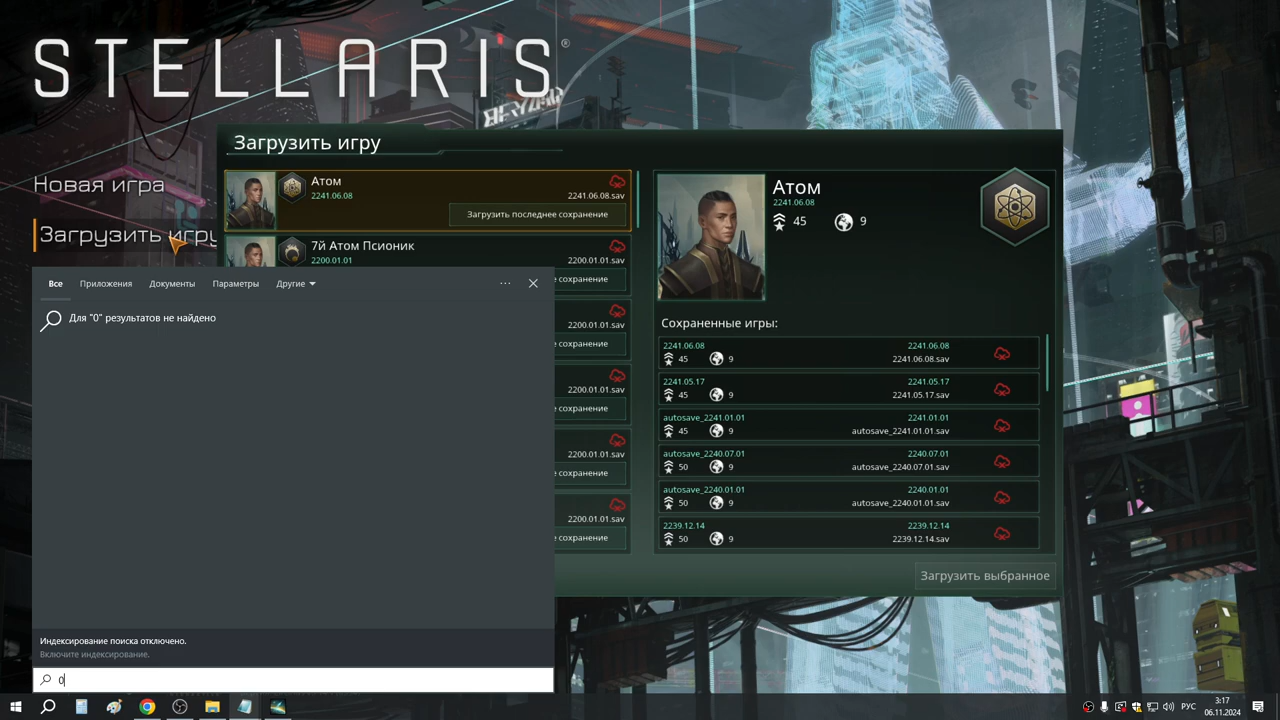 STELLARIS®
BEYOND
Новая игра
Загрузить игру
Загрузить игру
Атом
2241.06.08
2241.06.08.sav
Загрузить последнее сохранение
7й Атом Псионик
2200.01.01
2200.01.01.sav
е сохранение
2200.01.01.sav
е сохранение
2200.01.01.sav
е сохранение
2200.01.01.sav
е сохранение
2200.01.01.sav
е сохранение
Атом
2241.06.08
45 9
Сохраненные игры:
2241.06.08 2241.06.08
45 9 2241.06.08.sav
2241.05.17 2241.05.17
45 9 2241.05.17.sav
autosave_2241.01.01 2241.01.01
45 9 autosave_2241.01.01.sav
autosave_2240.07.01 2240.07.01
50 9 autosave_2240.07.01.sav
autosave_2240.01.01 2240.01.01
50 9 autosave_2240.01.01.sav
2239.12.14 2239.12.14
50 9 2239.12.14.sav
Загрузить выбранное
Все Приложения Документы Параметры Другие ...
Для "0" результатов не найдено
Индексирование поиска отключено.
Включите индексирование.
0
РУС
3:17
06.11.2024